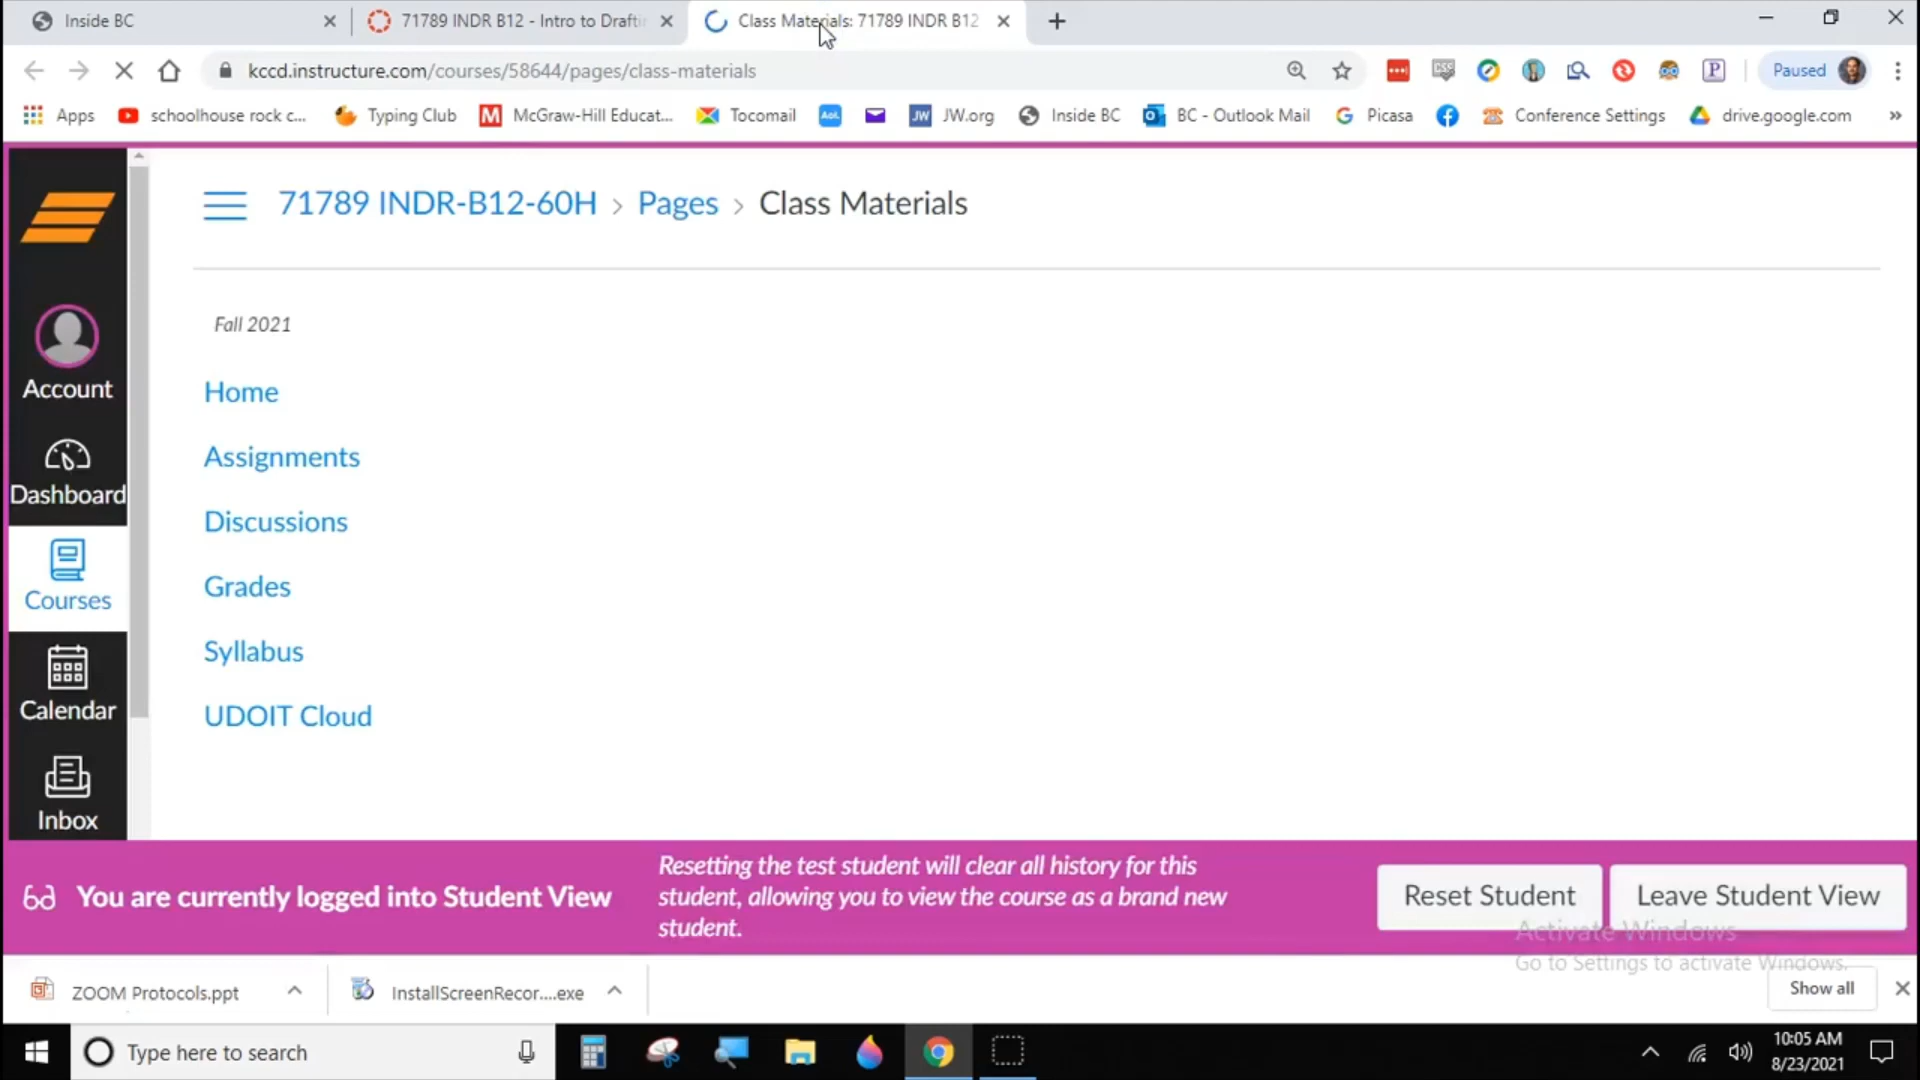 Inside BC
71789 INDR B12 - Intro to Drafti
Class Materials: 71789 INDR B12
kccd.instructure.com/courses/58644/pages/class-materials
Paused
Apps
schoolhouse rock c...
Typing Club
McGraw-Hill Educat...
Tocomail
Aol.
JW
JW.org
Inside BC
BC - Outlook Mail
Picasa
Conference Settings
drive.google.com
71789 INDR-B12-60H > Pages > Class Materials
Fall 2021
Account
Home
Assignments
Dashboard
Discussions
Courses
Grades
Syllabus
Calendar
UDOIT Cloud
Inbox
You are currently logged into Student View
Resetting the test student will clear all history for this
student, allowing you to view the course as a brand new
student.
Reset Student
Leave Student View
Activate Windows
Go to Settings to activate Windows.
ZOOM Protocols.ppt
InstallScreenRecor....exe
Show all
Type here to search
10:05 AM
8/23/2021